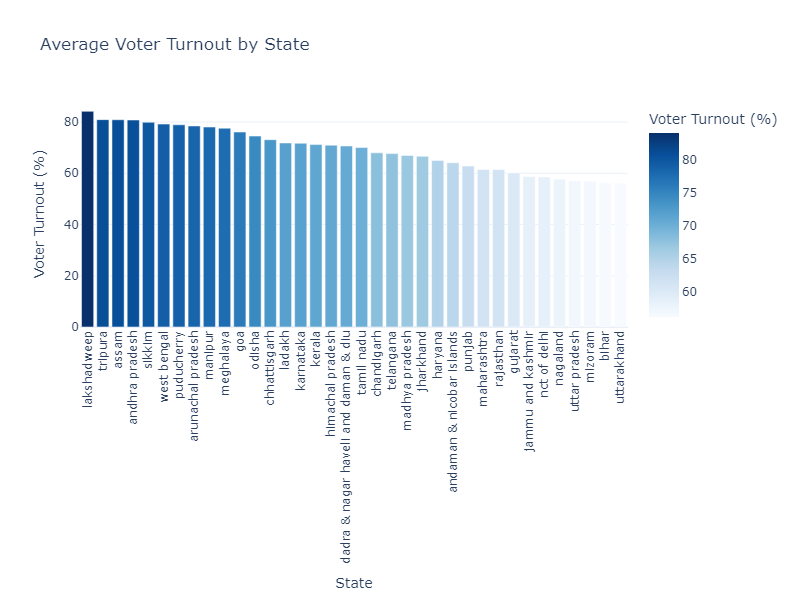 Average Voter Turnout by State
Voter Turnout (%)
80
60
40
20
0
Voter Turnout (%)
80
75
70
65
60
lakshadweep
tripura
assam
andhra pradesh
sikkim
west bengal
puducherry
arunachal pradesh
manipur
meghalaya
goa
odisha
chhattisgarh
ladakh
karnataka
kerala
himachal pradesh
dadra & nagar haveli and daman & diu
tamil nadu
chandigarh
telangana
madhya pradesh
jharkhand
haryana
andaman & nicobar islands
punjab
maharashtra
rajasthan
gujarat
jammu and kashmir
nct of delhi
nagaland
uttar pradesh
mizoram
bihar
uttarakhand
State